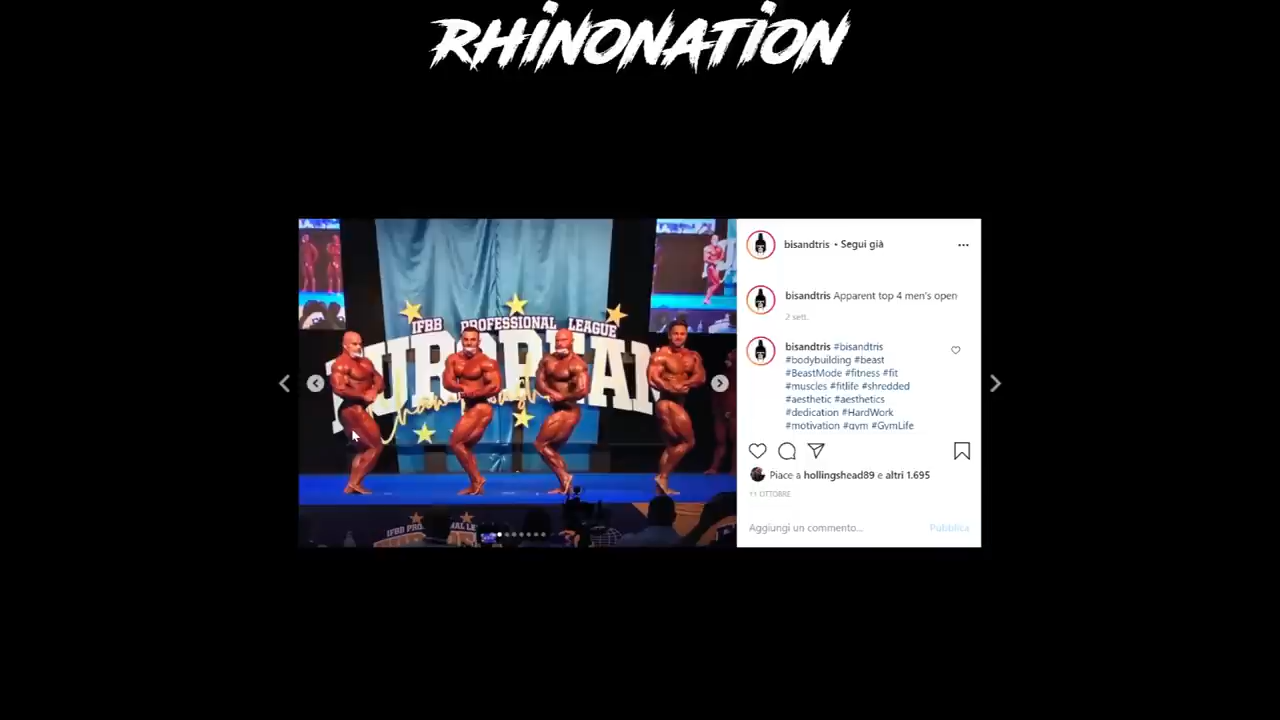 RHINONATION
IFBB PROFESSIONAL LEAGUE
EUROPEAN
bisandtris • Segui già
bisandtris Apparent top 4 men's open
2 sett.
bisandtris #bisandtris
#bodybuilding #beast
#BeastMode #fitness #fit
#muscles #fitlife #shredded
#aesthetic #aesthetics
#dedication #HardWork
#motivation #gym #GymLife
Piace a hollingshead89 e altri 1.695
11 OTTOBRE
Aggiungi un commento...
Pubblica